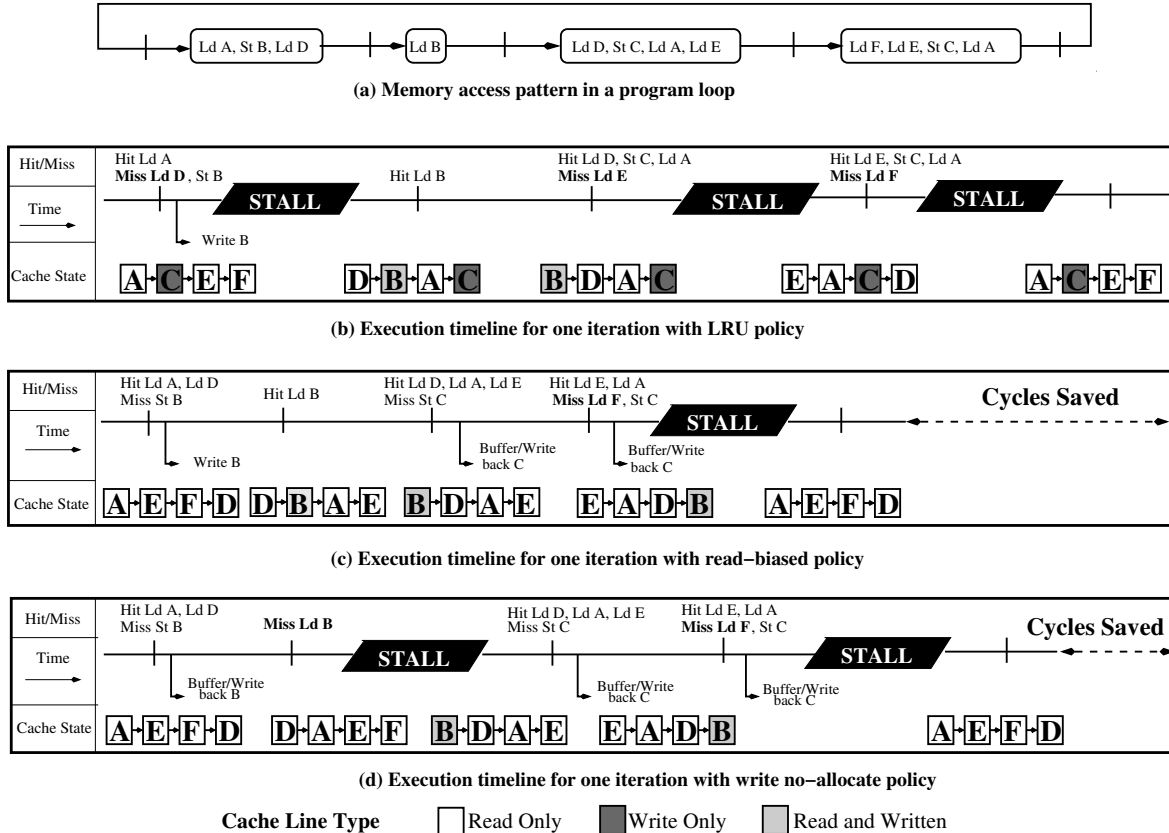 Ld A, St B, Ld D
Ld B
Ld D, St C, Ld A, Ld E
Ld F, Ld E, St C, Ld A
(a) Memory access pattern in a program loop
Hit/Miss
Hit Ld A
Miss Ld D , St B
Hit Ld B
Hit Ld D, St C, Ld A
Miss Ld E
Hit Ld E, St C, Ld A
Miss Ld F
Time
STALL
STALL
STALL
Write B
Cache State
A C E F
D B A C
B D A C
E A C D
A C E F
(b) Execution timeline for one iteration with LRU policy
Hit/Miss
Hit Ld A, Ld D
Miss St B
Hit Ld B
Hit Ld D, Ld A, Ld E
Miss St C
Hit Ld E, Ld A
Miss Ld F , St C
Cycles Saved
Time
STALL
Write B
Buffer/Write
back C
Buffer/Write
back C
Cache State
A E F D
D B A E
B D A E
E A D B
A E F D
(c) Execution timeline for one iteration with read−biased policy
Hit/Miss
Hit Ld A, Ld D
Miss St B
Miss Ld B
Hit Ld D, Ld A, Ld E
Miss St C
Hit Ld E, Ld A
Miss Ld F , St C
Cycles Saved
Time
STALL
STALL
Buffer/Write
back B
Buffer/Write
back C
Buffer/Write
back C
Cache State
A E F D
D A E F
B D A E
E A D B
A E F D
(d) Execution timeline for one iteration with write no−allocate policy
Cache Line Type
Read Only
Write Only
Read and Written